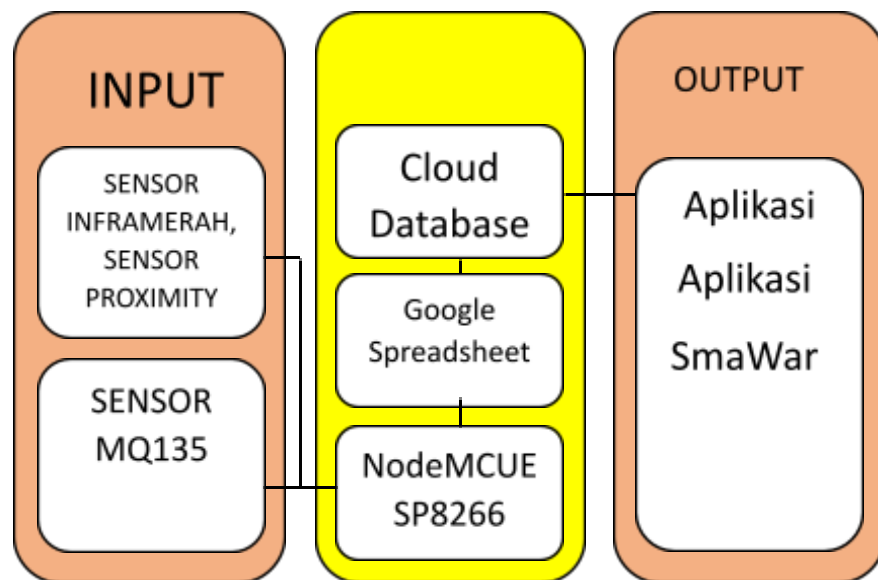 INPUT
SENSOR
INFRAMERAH,
SENSOR
PROXIMITY
SENSOR
MQ135
Cloud
Database
Google
Spreadsheet
NodeMCUE
SP8266
OUTPUT
Aplikasi
Aplikasi
SmaWar